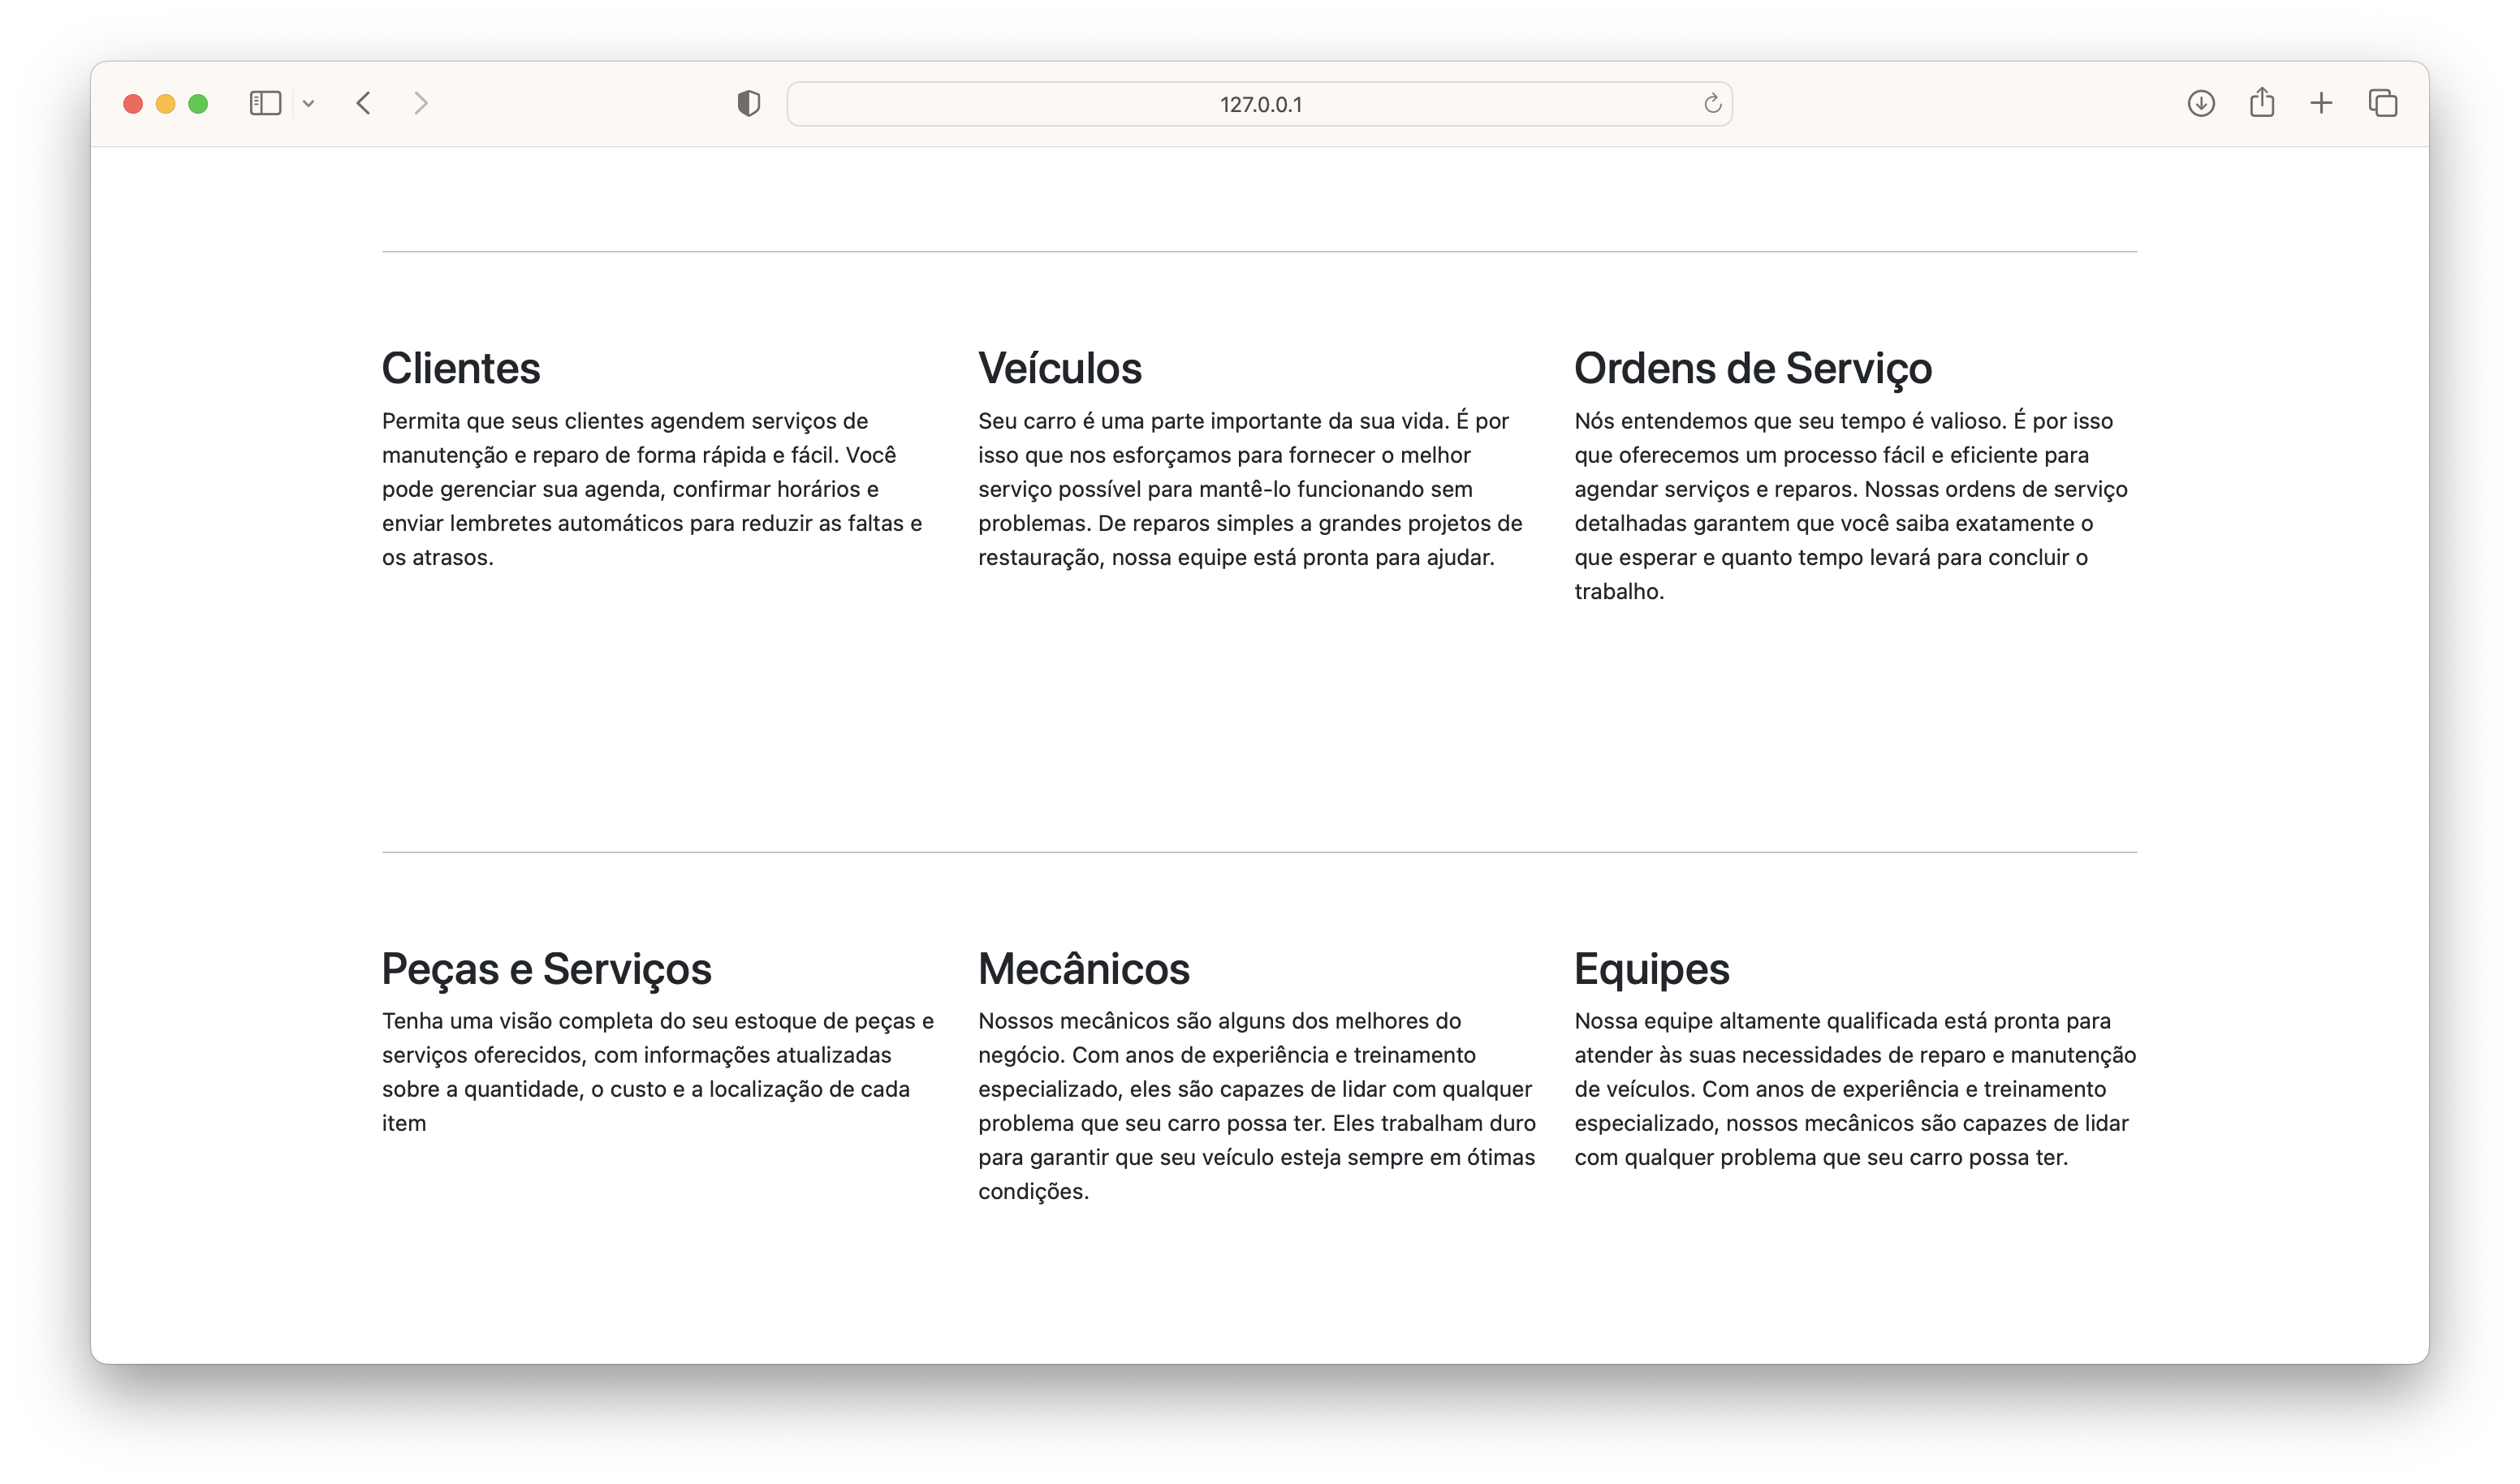 127.0.0.1
Clientes
Permita que seus clientes agendem serviços de
manutenção e reparo de forma rápida e fácil. Você
pode gerenciar sua agenda, confirmar horários e
enviar lembretes automáticos para reduzir as faltas e
os atrasos.
Veículos
Seu carro é uma parte importante da sua vida. É por
isso que nos esforçamos para fornecer o melhor
serviço possível para mantê-lo funcionando sem
problemas. De reparos simples a grandes projetos de
restauração, nossa equipe está pronta para ajudar.
Ordens de Serviço
Nós entendemos que seu tempo é valioso. É por isso
que oferecemos um processo fácil e eficiente para
agendar serviços e reparos. Nossas ordens de serviço
detalhadas garantem que você saiba exatamente o
que esperar e quanto tempo levará para concluir o
trabalho.
Peças e Serviços
Tenha uma visão completa do seu estoque de peças e
serviços oferecidos, com informações atualizadas
sobre a quantidade, o custo e a localização de cada
item
Mecânicos
Nossos mecânicos são alguns dos melhores do
negócio. Com anos de experiência e treinamento
especializado, eles são capazes de lidar com qualquer
problema que seu carro possa ter. Eles trabalham duro
para garantir que seu veículo esteja sempre em ótimas
condições.
Equipes
Nossa equipe altamente qualificada está pronta para
atender às suas necessidades de reparo e manutenção
de veículos. Com anos de experiência e treinamento
especializado, nossos mecânicos são capazes de lidar
com qualquer problema que seu carro possa ter.